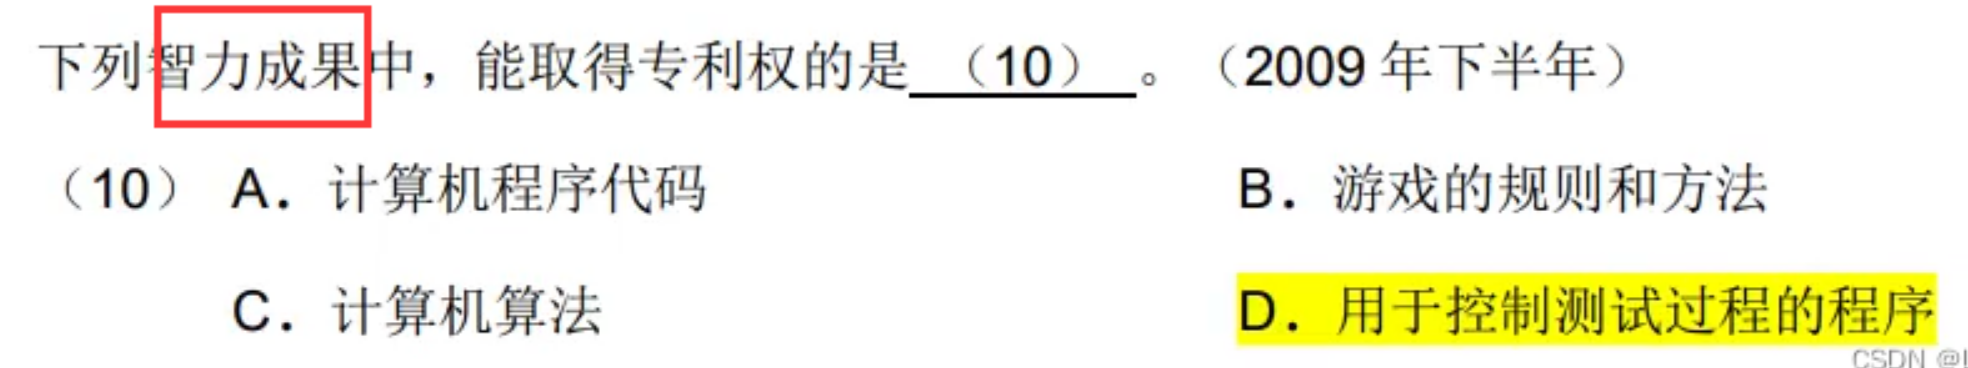 下列智力成果中，能取得专利权的是 （10） 。（2009 年下半年）
（10） A．计算机程序代码 B．游戏的规则和方法
C．计算机算法 D．用于控制测试过程的程序
CSDN @